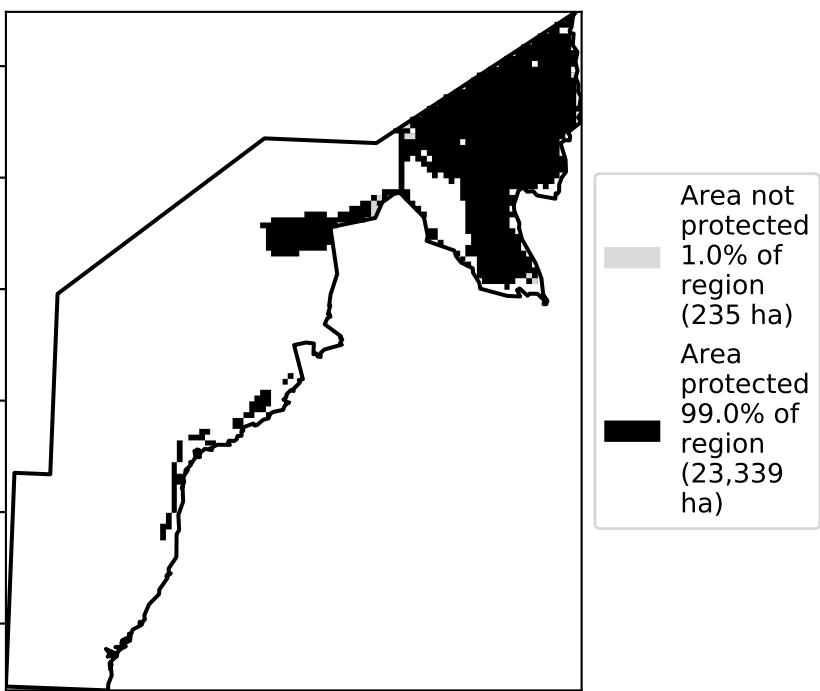 Area not
protected
1.0% of
region
(235 ha)
Area
protected
99.0% of
region
(23,339
ha)